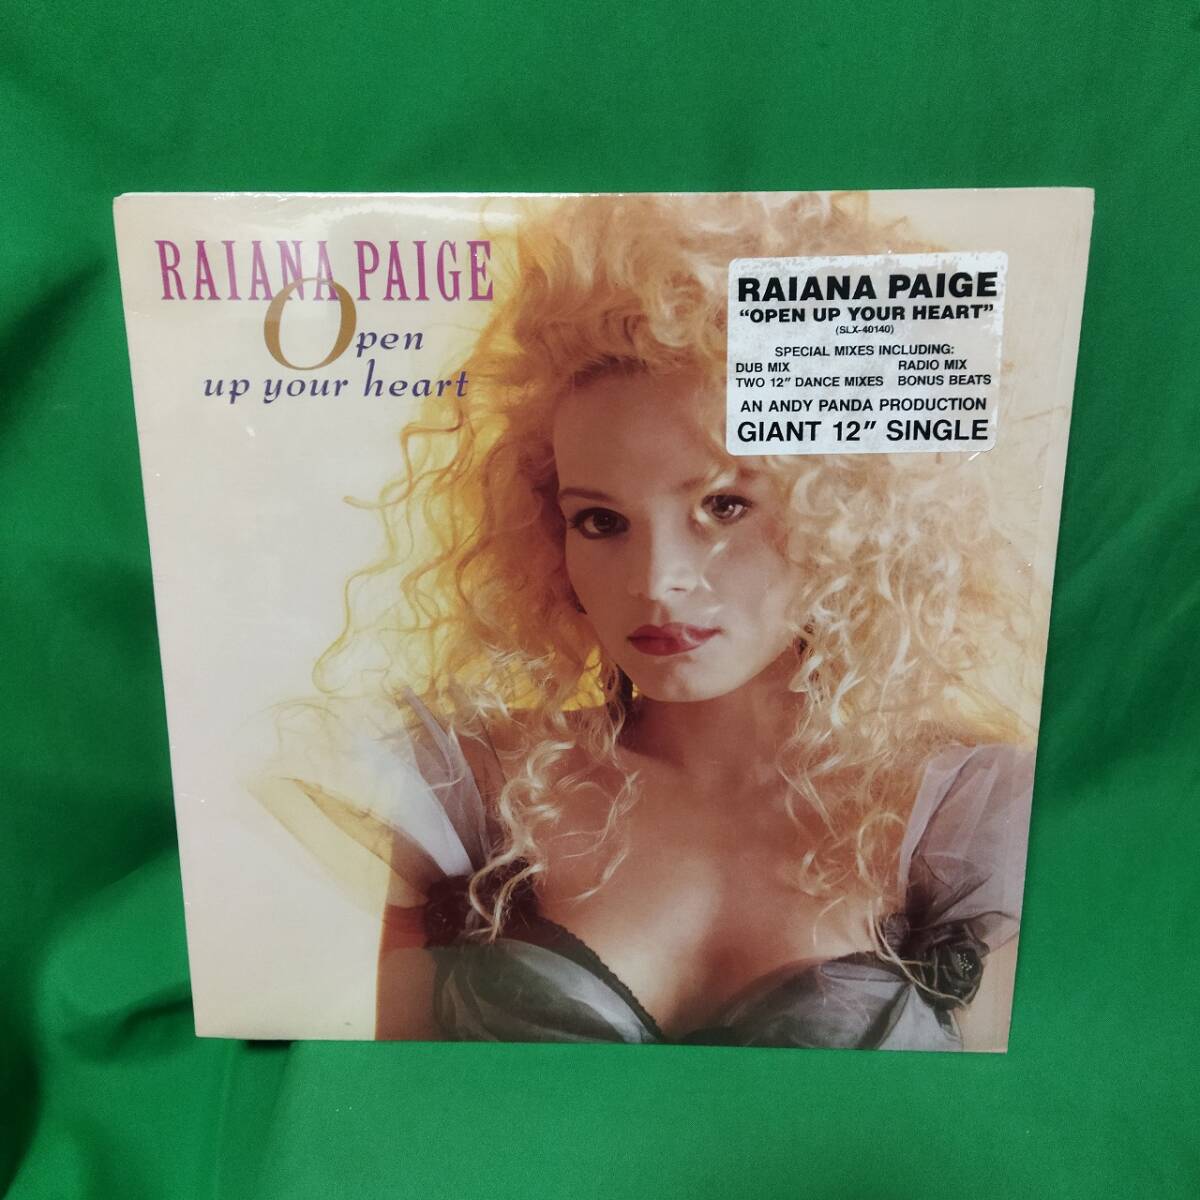 RAIANA PAIGE
Open
up your heart
RAIANA PAIGE
“OPEN UP YOUR HEART”
(SLX-40140)
SPECIAL MIXES INCLUDING:
DUB MIX RADIO MIX
TWO 12″ DANCE MIXES BONUS BEATS
AN ANDY PANDA PRODUCTION
GIANT 12″ SINGLE